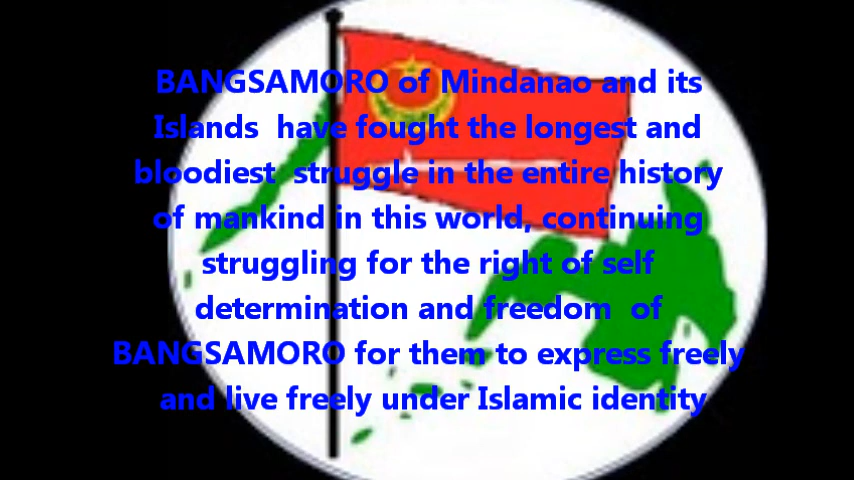 BANGSAMORO of Mindanao and its
Islands have fought the longest and
bloodiest struggle in the entire history
of mankind in this world, continuing
struggling for the right of self
determination and freedom of
BANGSAMORO for them to express freely
and live freely under Islamic identity